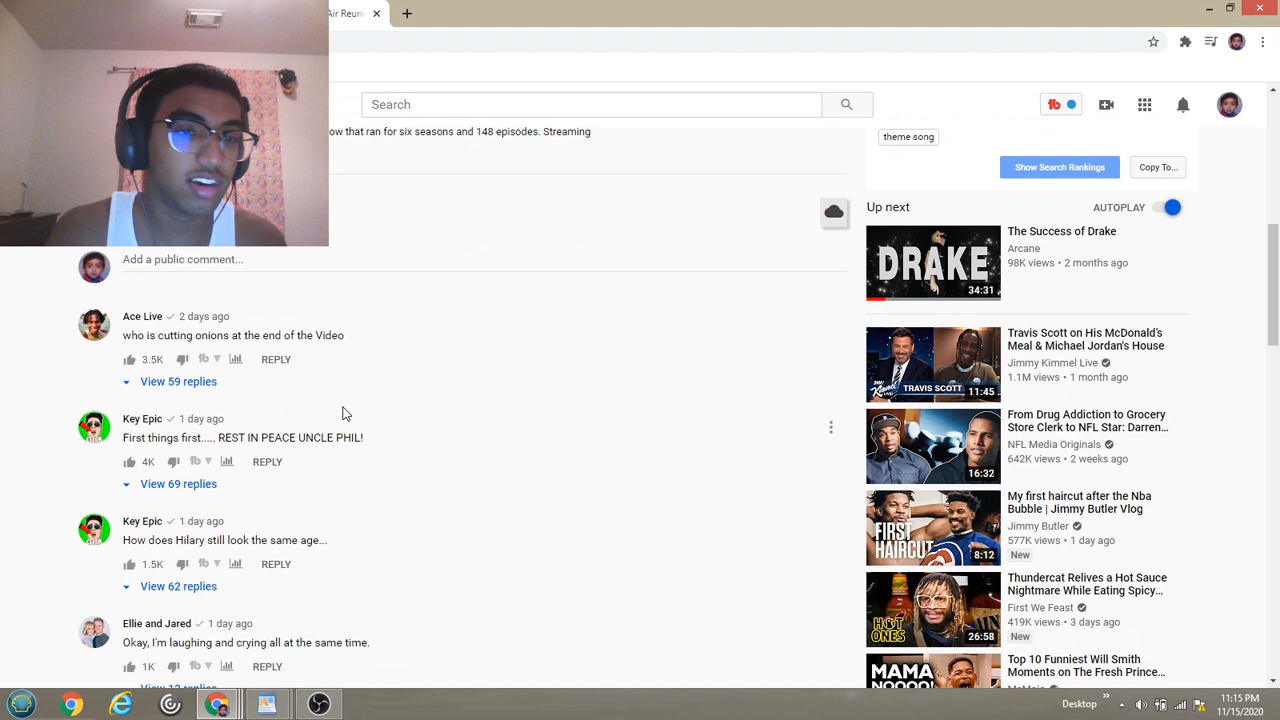 Air Reuni
Search
now that ran for six seasons and 148 episodes. Streaming
theme song
Show Search Rankings
Copy To...
Up next
AUTOPLAY
Add a public comment...
Ace Live 2 days ago
who is cutting onions at the end of the Video
3.5K REPLY
View 59 replies
Key Epic 1 day ago
First things first..... REST IN PEACE UNCLE PHIL!
4K REPLY
View 69 replies
Key Epic 1 day ago
How does Hilary still look the same age...
1.5K REPLY
View 62 replies
Ellie and Jared 1 day ago
Okay, I'm laughing and crying all at the same time.
1K REPLY
DRAKE
34:31
The Success of Drake
Arcane
98K views • 2 months ago
TRAVIS SCOTT
11:45
Travis Scott on His McDonald's
Meal & Michael Jordan's House
Jimmy Kimmel Live
1.1M views • 1 month ago
16:32
From Drug Addiction to Grocery
Store Clerk to NFL Star: Darren...
NFL Media Originals
642K views • 2 weeks ago
FIRST
HAIRCUT
8:12
My first haircut after the Nba
Bubble | Jimmy Butler Vlog
Jimmy Butler
577K views • 1 day ago
New
HOT
ONES
26:58
Thundercat Relives a Hot Sauce
Nightmare While Eating Spicy...
First We Feast
419K views • 3 days ago
New
MAMA
NOOOO!
Top 10 Funniest Will Smith
Moments on The Fresh Prince...
Desktop
11:15 PM
11/15/2020